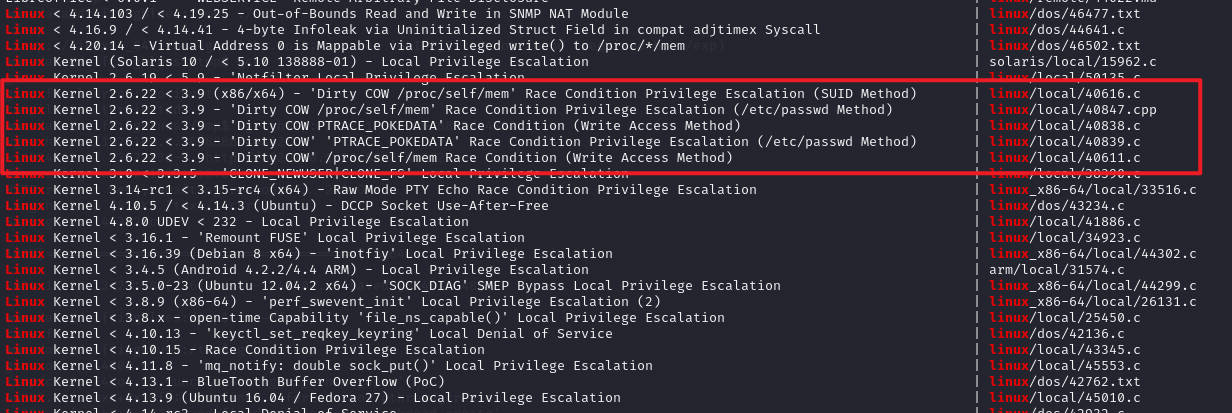 Linux < 4.14.103 / < 4.19.25 - Out-of-Bounds Read and Write in SNMP NAT Module | linux/dos/46477.txt
Linux < 4.16.9 / < 4.14.41 - 4-byte Infoleak via Uninitialized Struct Field in compat adjtimex Syscall | linux/dos/44641.c
Linux < 4.20.14 - Virtual Address 0 is Mappable via Privileged write() to /proc/*/mem | linux/dos/46502.txt
Linux Kernel (Solaris 10 / < 5.10 138888-01) - Local Privilege Escalation | solaris/local/15962.c
Linux Kernel 2.6.19 < 5.9 - 'Netfilter Local Privilege Escalation | linux/local/50135.c
Linux Kernel 2.6.22 < 3.9 (x86/x64) - 'Dirty COW /proc/self/mem' Race Condition Privilege Escalation (SUID Method) | linux/local/40616.c
Linux Kernel 2.6.22 < 3.9 - 'Dirty COW /proc/self/mem' Race Condition Privilege Escalation (/etc/passwd Method) | linux/local/40847.cpp
Linux Kernel 2.6.22 < 3.9 - 'Dirty COW PTRACE_POKEDATA' Race Condition (Write Access Method) | linux/local/40838.c
Linux Kernel 2.6.22 < 3.9 - 'Dirty COW' 'PTRACE_POKEDATA' Race Condition Privilege Escalation (/etc/passwd Method) | linux/local/40839.c
Linux Kernel 2.6.22 < 3.9 - 'Dirty COW' /proc/self/mem Race Condition (Write Access Method) | linux/local/40611.c
Linux Kernel 3.0 < 3.3.5 - 'CLONE_NEWUSER|CLONE_FS' Local Privilege Escalation | linux/local/38390.c
Linux Kernel 3.14-rc1 < 3.15-rc4 (x64) - Raw Mode PTY Echo Race Condition Privilege Escalation | linux_x86-64/local/33516.c
Linux Kernel 4.10.5 / < 4.14.3 (Ubuntu) - DCCP Socket Use-After-Free | linux/dos/43234.c
Linux Kernel 4.8.0 UDEV < 232 - Local Privilege Escalation | linux/local/41886.c
Linux Kernel < 3.16.1 - 'Remount FUSE' Local Privilege Escalation | linux/local/34923.c
Linux Kernel < 3.16.39 (Debian 8 x64) - 'inotfiy' Local Privilege Escalation | linux_x86-64/local/44302.c
Linux Kernel < 3.4.5 (Android 4.2.2/4.4 ARM) - Local Privilege Escalation | arm/local/31574.c
Linux Kernel < 3.5.0-23 (Ubuntu 12.04.2 x64) - 'SOCK_DIAG' SMEP Bypass Local Privilege Escalation | linux_x86-64/local/44299.c
Linux Kernel < 3.8.9 (x86-64) - 'perf_swevent_init' Local Privilege Escalation (2) | linux_x86-64/local/26131.c
Linux Kernel < 3.8.x - open-time Capability 'file_ns_capable()' Local Privilege Escalation | linux/local/25450.c
Linux kernel < 4.10.13 - 'keyctl_set_reqkey_keyring' Local Denial of Service | linux/dos/42136.c
Linux kernel < 4.10.15 - Race Condition Privilege Escalation | linux/local/43345.c
Linux Kernel < 4.11.8 - 'mq_notify: double sock_put()' Local Privilege Escalation | linux/local/45553.c
Linux Kernel < 4.13.1 - BlueTooth Buffer Overflow (PoC) | linux/dos/42762.txt
Linux Kernel < 4.13.9 (Ubuntu 16.04 / Fedora 27) - Local Privilege Escalation | linux/local/45010.c